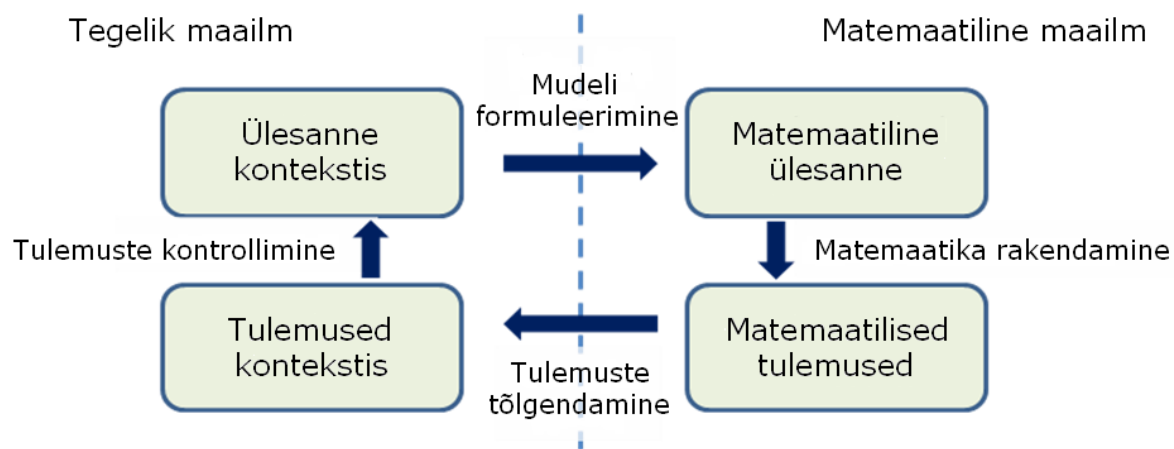 Tegelik maailm
Matemaatiline maailm
Mudeli
formuleerimine
Ülesanne
kontekstis
Matemaatiline
ülesanne
Tulemuste kontrollimine
Matemaatika rakendamine
Tulemused
kontekstis
Matemaatilised
tulemused
Tulemuste
tõlgendamine